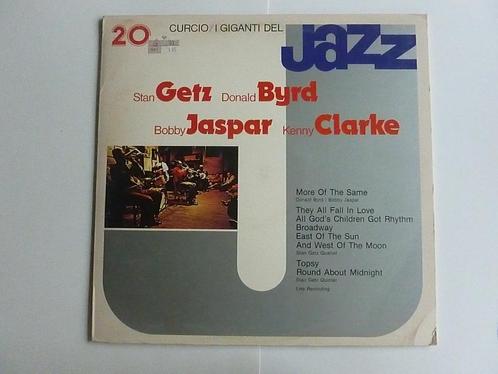 20
CURCIO/I GIGANTI DEL
Jazz
Stan Getz Donald Byrd
Bobby Jaspar Kenny Clarke
More Of The Same
Donald Byrd / Bobby Jaspar
They All Fall In Love
All God's Children Got Rhythm
Broadway
East Of The Sun
And West Of The Moon
Stan Getz Quartet
Topsy
Round About Midnight
Stan Getz Quintet
Live Recording